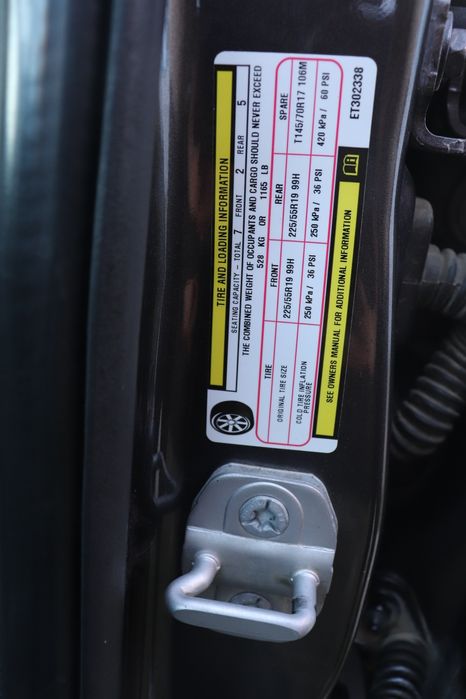 TIRE AND LOADING INFORMATION
SEATING CAPACITY - TOTAL 7 FRONT 2 REAR 5
THE COMBINED WEIGHT OF OCCUPANTS AND CARGO SHOULD NEVER EXCEED
528 KG OR 1165 LB
TIRE FRONT REAR SPARE
ORIGINAL TIRE SIZE 225/55R19 99H 225/55R19 99H T145/70R17 106M
COLD TIRE INFLATION PRESSURE 250 kPa / 36 PSI 250 kPa / 36 PSI 420 kPa / 60 PSI
SEE OWNERS MANUAL FOR ADDITIONAL INFORMATION
ET302338